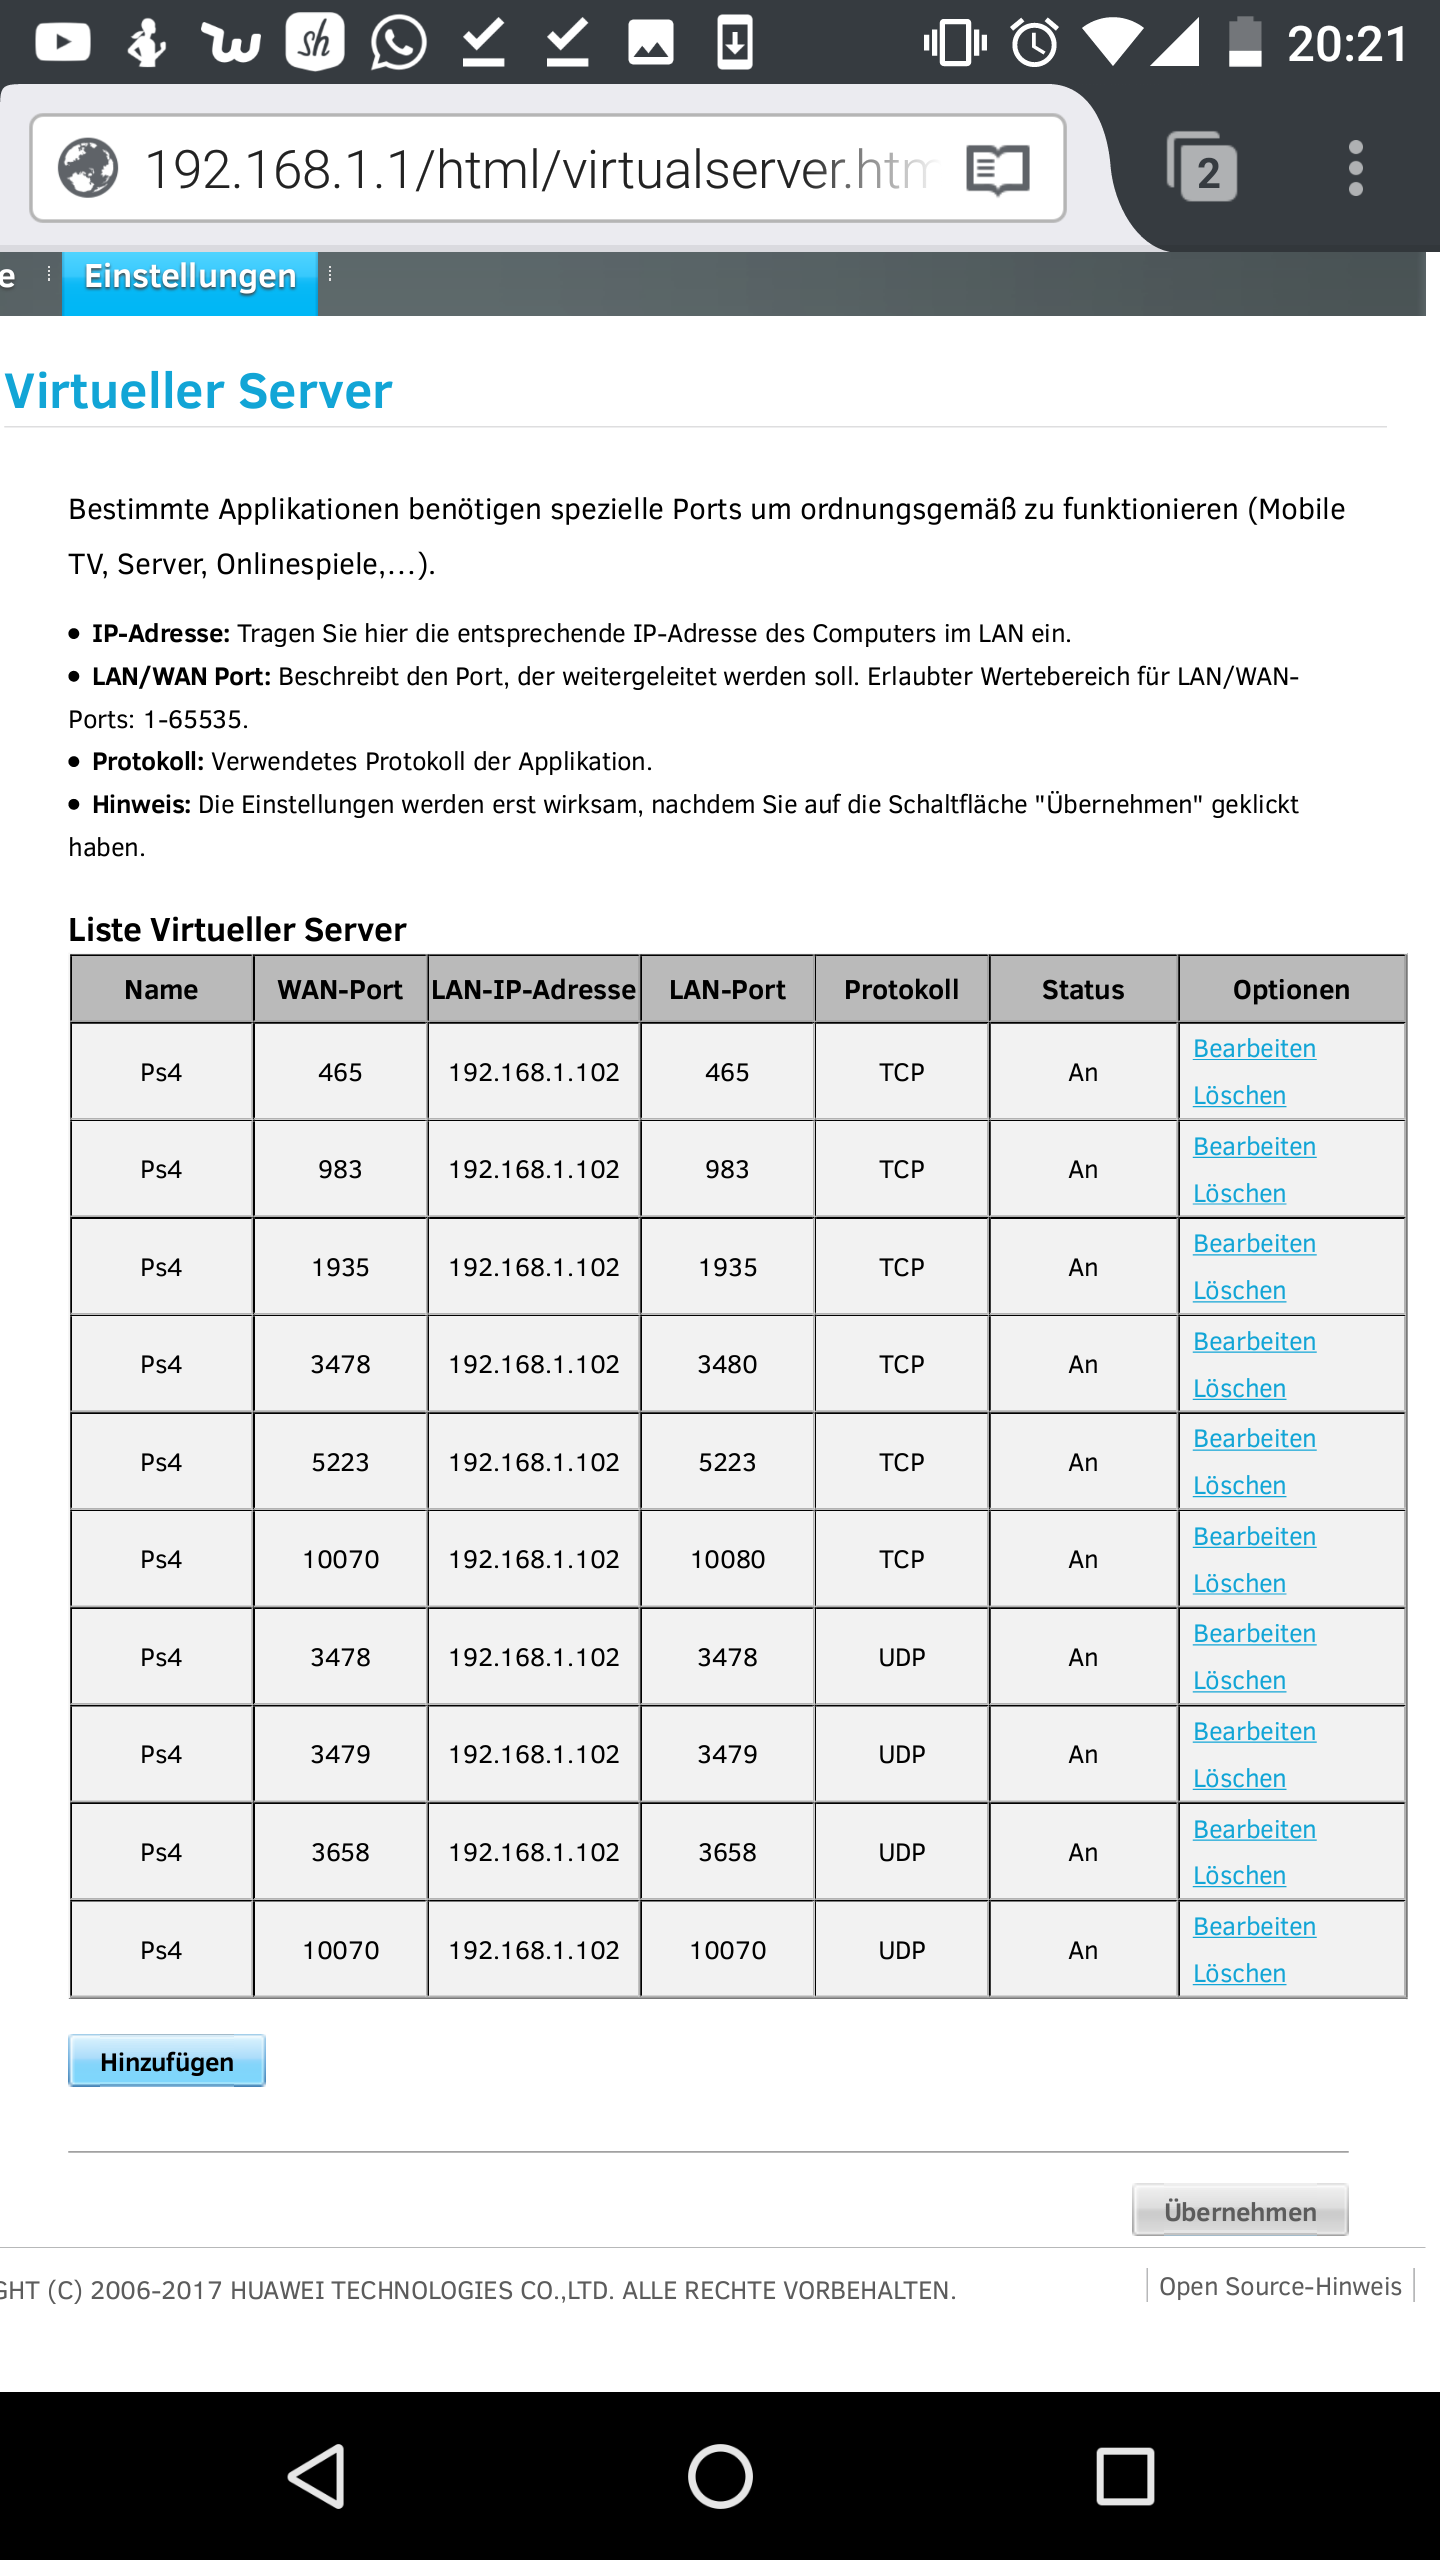 sh
20:21
192.168.1.1/html/virtualserver.htm
2
e
Einstellungen
Virtueller Server
Bestimmte Applikationen benötigen spezielle Ports um ordnungsgemäß zu funktionieren (Mobile
TV, Server, Onlinespiele,...).
• IP-Adresse: Tragen Sie hier die entsprechende IP-Adresse des Computers im LAN ein.
• LAN/WAN Port: Beschreibt den Port, der weitergeleitet werden soll. Erlaubter Wertebereich für LAN/WAN-
Ports: 1-65535.
• Protokoll: Verwendetes Protokoll der Applikation.
• Hinweis: Die Einstellungen werden erst wirksam, nachdem Sie auf die Schaltfläche "Übernehmen" geklickt
haben.
Liste Virtueller Server
Name WAN-Port LAN-IP-Adresse LAN-Port Protokoll Status Optionen
Ps4 465 192.168.1.102 465 TCP An Bearbeiten
Löschen
Ps4 983 192.168.1.102 983 TCP An Bearbeiten
Löschen
Ps4 1935 192.168.1.102 1935 TCP An Bearbeiten
Löschen
Ps4 3478 192.168.1.102 3480 TCP An Bearbeiten
Löschen
Ps4 5223 192.168.1.102 5223 TCP An Bearbeiten
Löschen
Ps4 10070 192.168.1.102 10080 TCP An Bearbeiten
Löschen
Ps4 3478 192.168.1.102 3478 UDP An Bearbeiten
Löschen
Ps4 3479 192.168.1.102 3479 UDP An Bearbeiten
Löschen
Ps4 3658 192.168.1.102 3658 UDP An Bearbeiten
Löschen
Ps4 10070 192.168.1.102 10070 UDP An Bearbeiten
Löschen
Hinzufügen
Übernehmen
GHT (C) 2006-2017 HUAWEI TECHNOLOGIES CO.,LTD. ALLE RECHTE VORBEHALTEN. Open Source-Hinweis